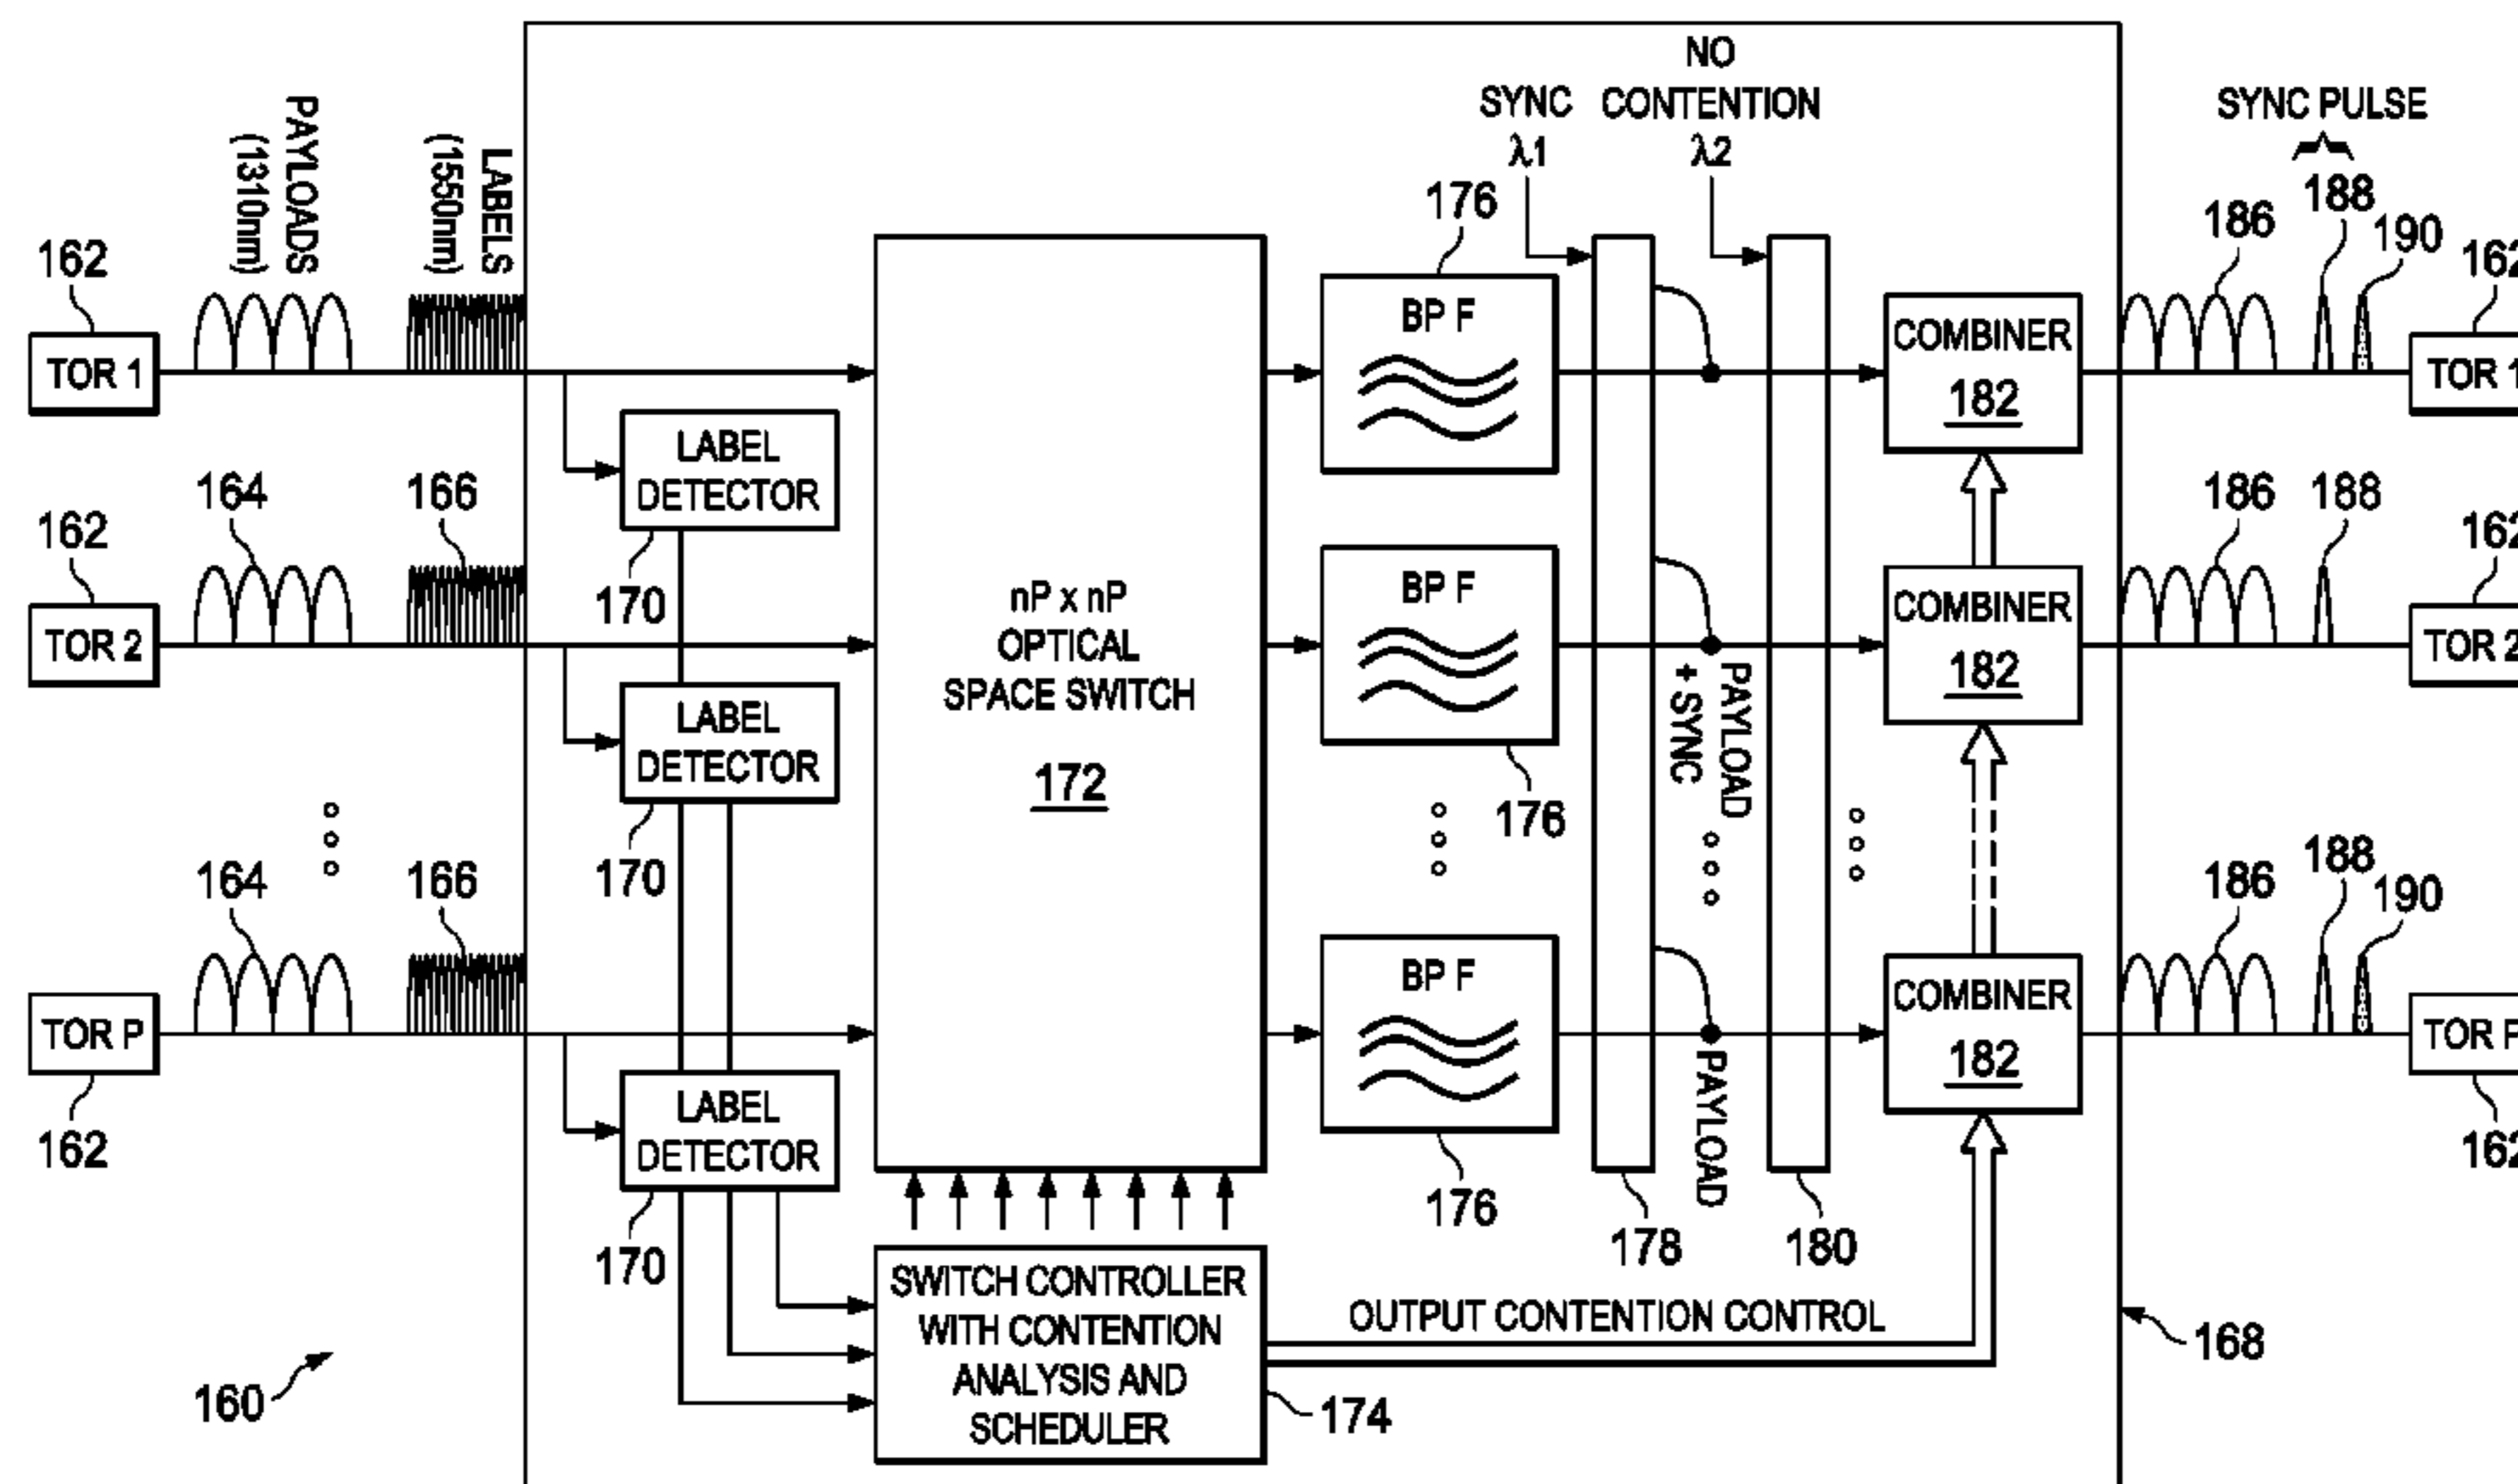 NO
SYNC CONTENTION
λ1 λ2
SYNC PULSE
PAYLOADS
(1310nm)
LABELS
(1550nm)
162
TOR 1
176
BP F
COMBINER
182
186
188
190
162
TOR 1
LABEL
DETECTOR
170
162
TOR 2
164
166
LABEL
DETECTOR
170
nP x nP
OPTICAL
SPACE SWITCH
172
BP F
176
PAYLOAD
+ SYNC
COMBINER
182
186
188
162
TOR 2
164
166
TOR P
162
LABEL
DETECTOR
170
BP F
176
PAYLOAD
178
180
COMBINER
182
186
188
190
TOR P
162
SWITCH CONTROLLER
WITH CONTENTION
ANALYSIS AND
SCHEDULER
174
OUTPUT CONTENTION CONTROL
168
160